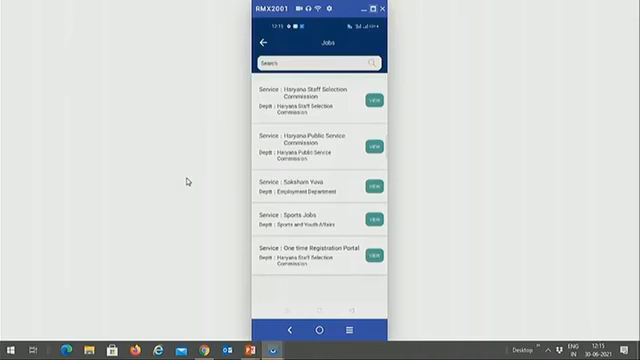 RMX2001
12:15
Jobs
Search
Service : Haryana Staff Selection
Commission
Deptt : Haryana Staff Selection
Commission
VIEW
Service : Haryana Public Service
Commission
Deptt : Haryana Public Service
Commission
VIEW
Service : Saksham Yuva
Deptt : Employment Department
VIEW
Service : Sports Jobs
Deptt : Sports and Youth Affairs
VIEW
Service : One time Registration Portal
Deptt : Haryana Staff Selection
Commission
VIEW
Desktop
ENG
IN
12:15
30-06-2021